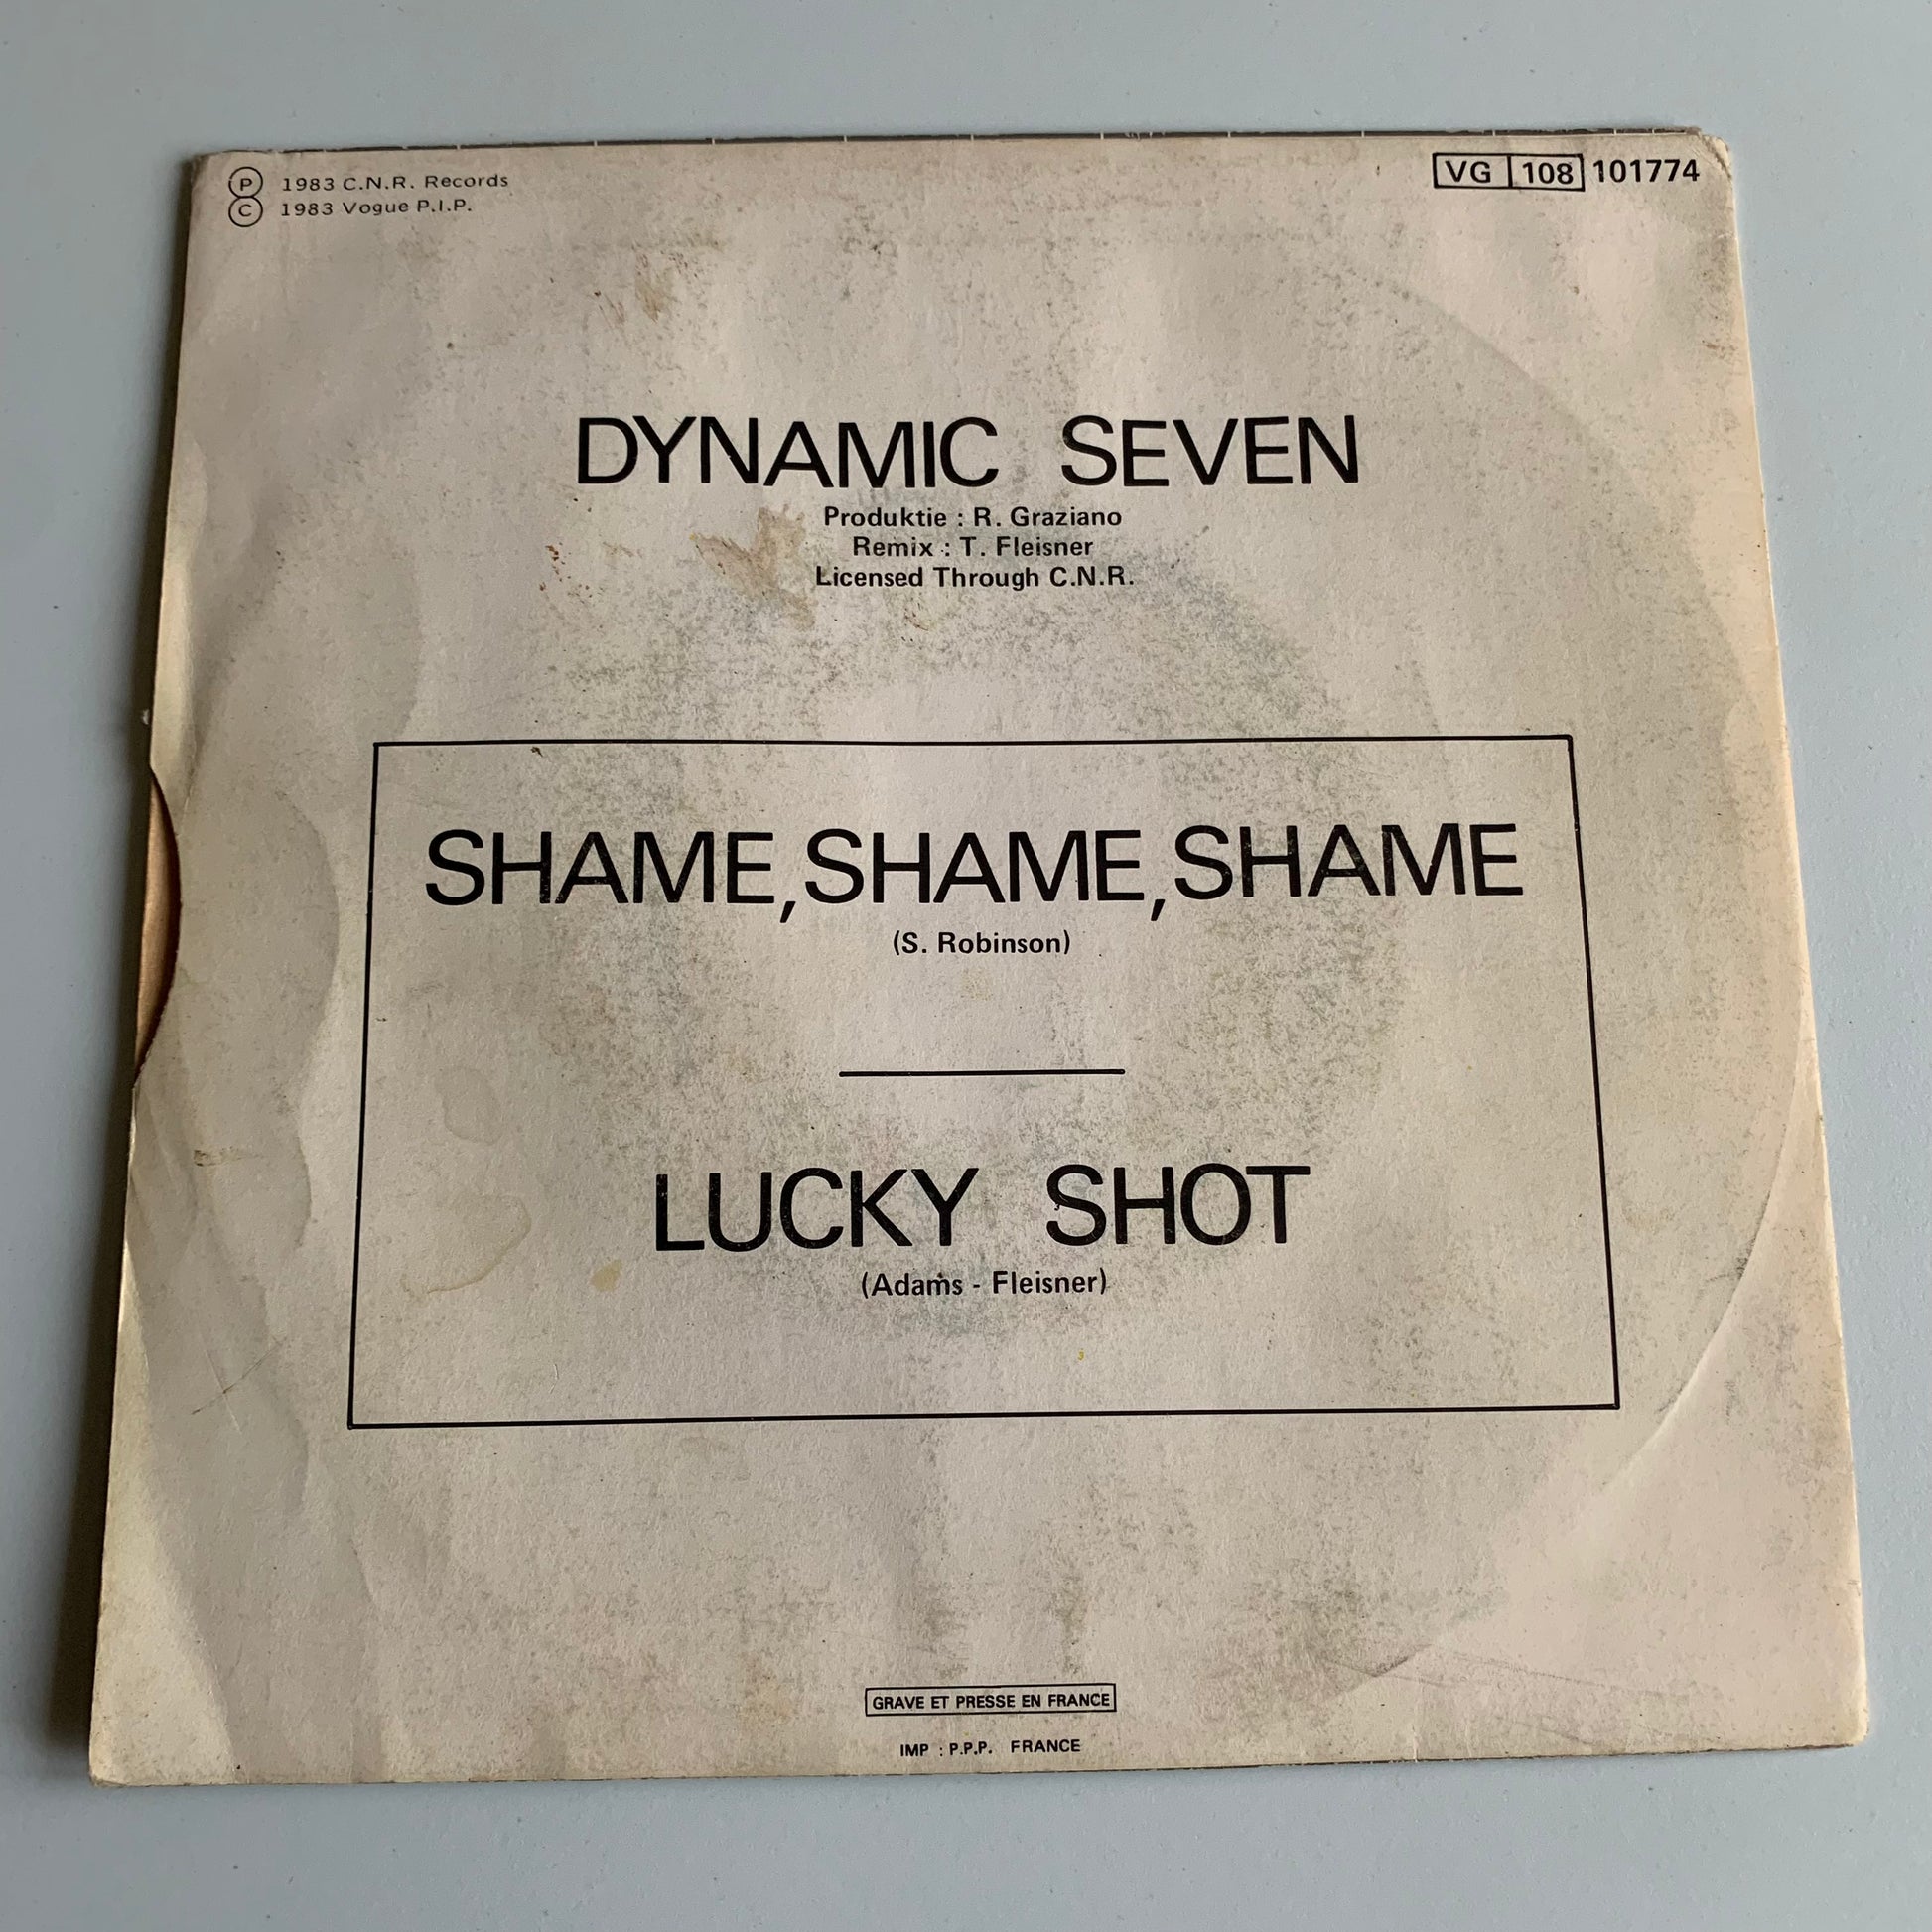 Ⓟ 1983 C.N.R. Records
Ⓒ 1983 Vogue P.I.P.
VG 108 101774
DYNAMIC SEVEN
Produktie : R. Graziano
Remix : T. Fleisner
Licensed Through C.N.R.
SHAME, SHAME, SHAME
(S. Robinson)
LUCKY SHOT
(Adams - Fleisner)
GRAVE ET PRESSE EN FRANCE
IMP : P.P.P. FRANCE